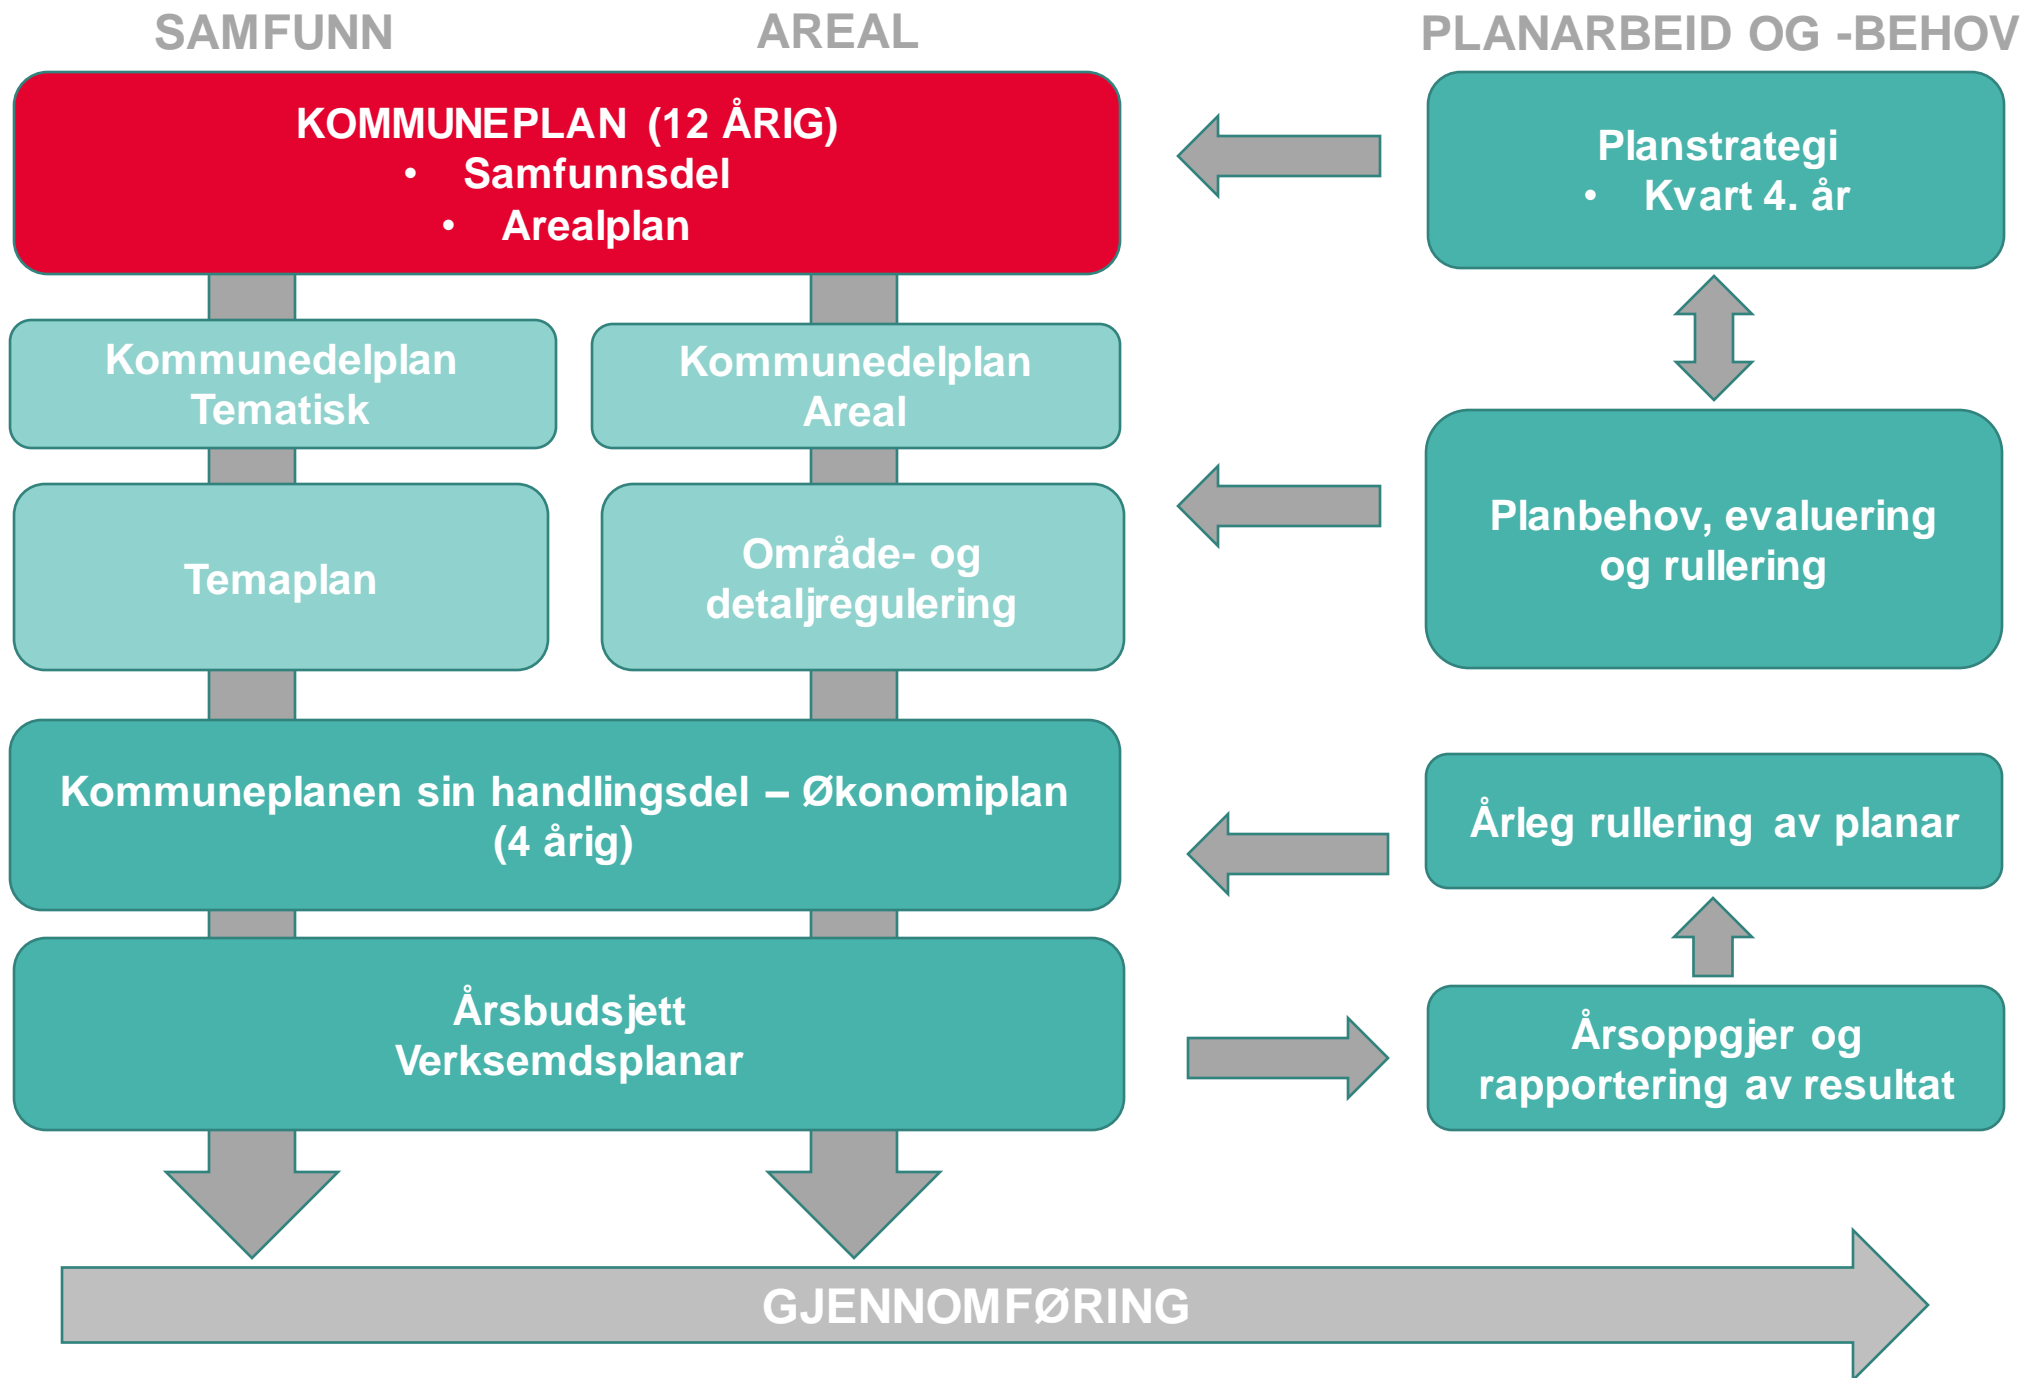 SAMFUNN
AREAL
PLANARBEID OG -BEHOV
KOMMUNEPLAN (12 ÅRIG)
• Samfunnsdel
• Arealplan
Planstrategi
• Kvart 4. år
Kommunedelplan
Tematisk
Kommunedelplan
Areal
Temaplan
Område- og
detaljregulering
Planbehov, evaluering
og rullering
Kommuneplanen sin handlingsdel – Økonomiplan
(4 årig)
Årleg rullering av planar
Årsbudsjett
Verksemdsplanar
Årsoppgjer og
rapportering av resultat
GJENNOMFØRING